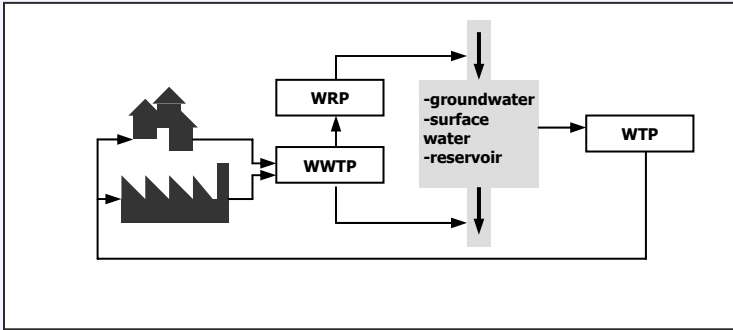 WRP
WWTP
-groundwater
-surface
water
-reservoir
WTP